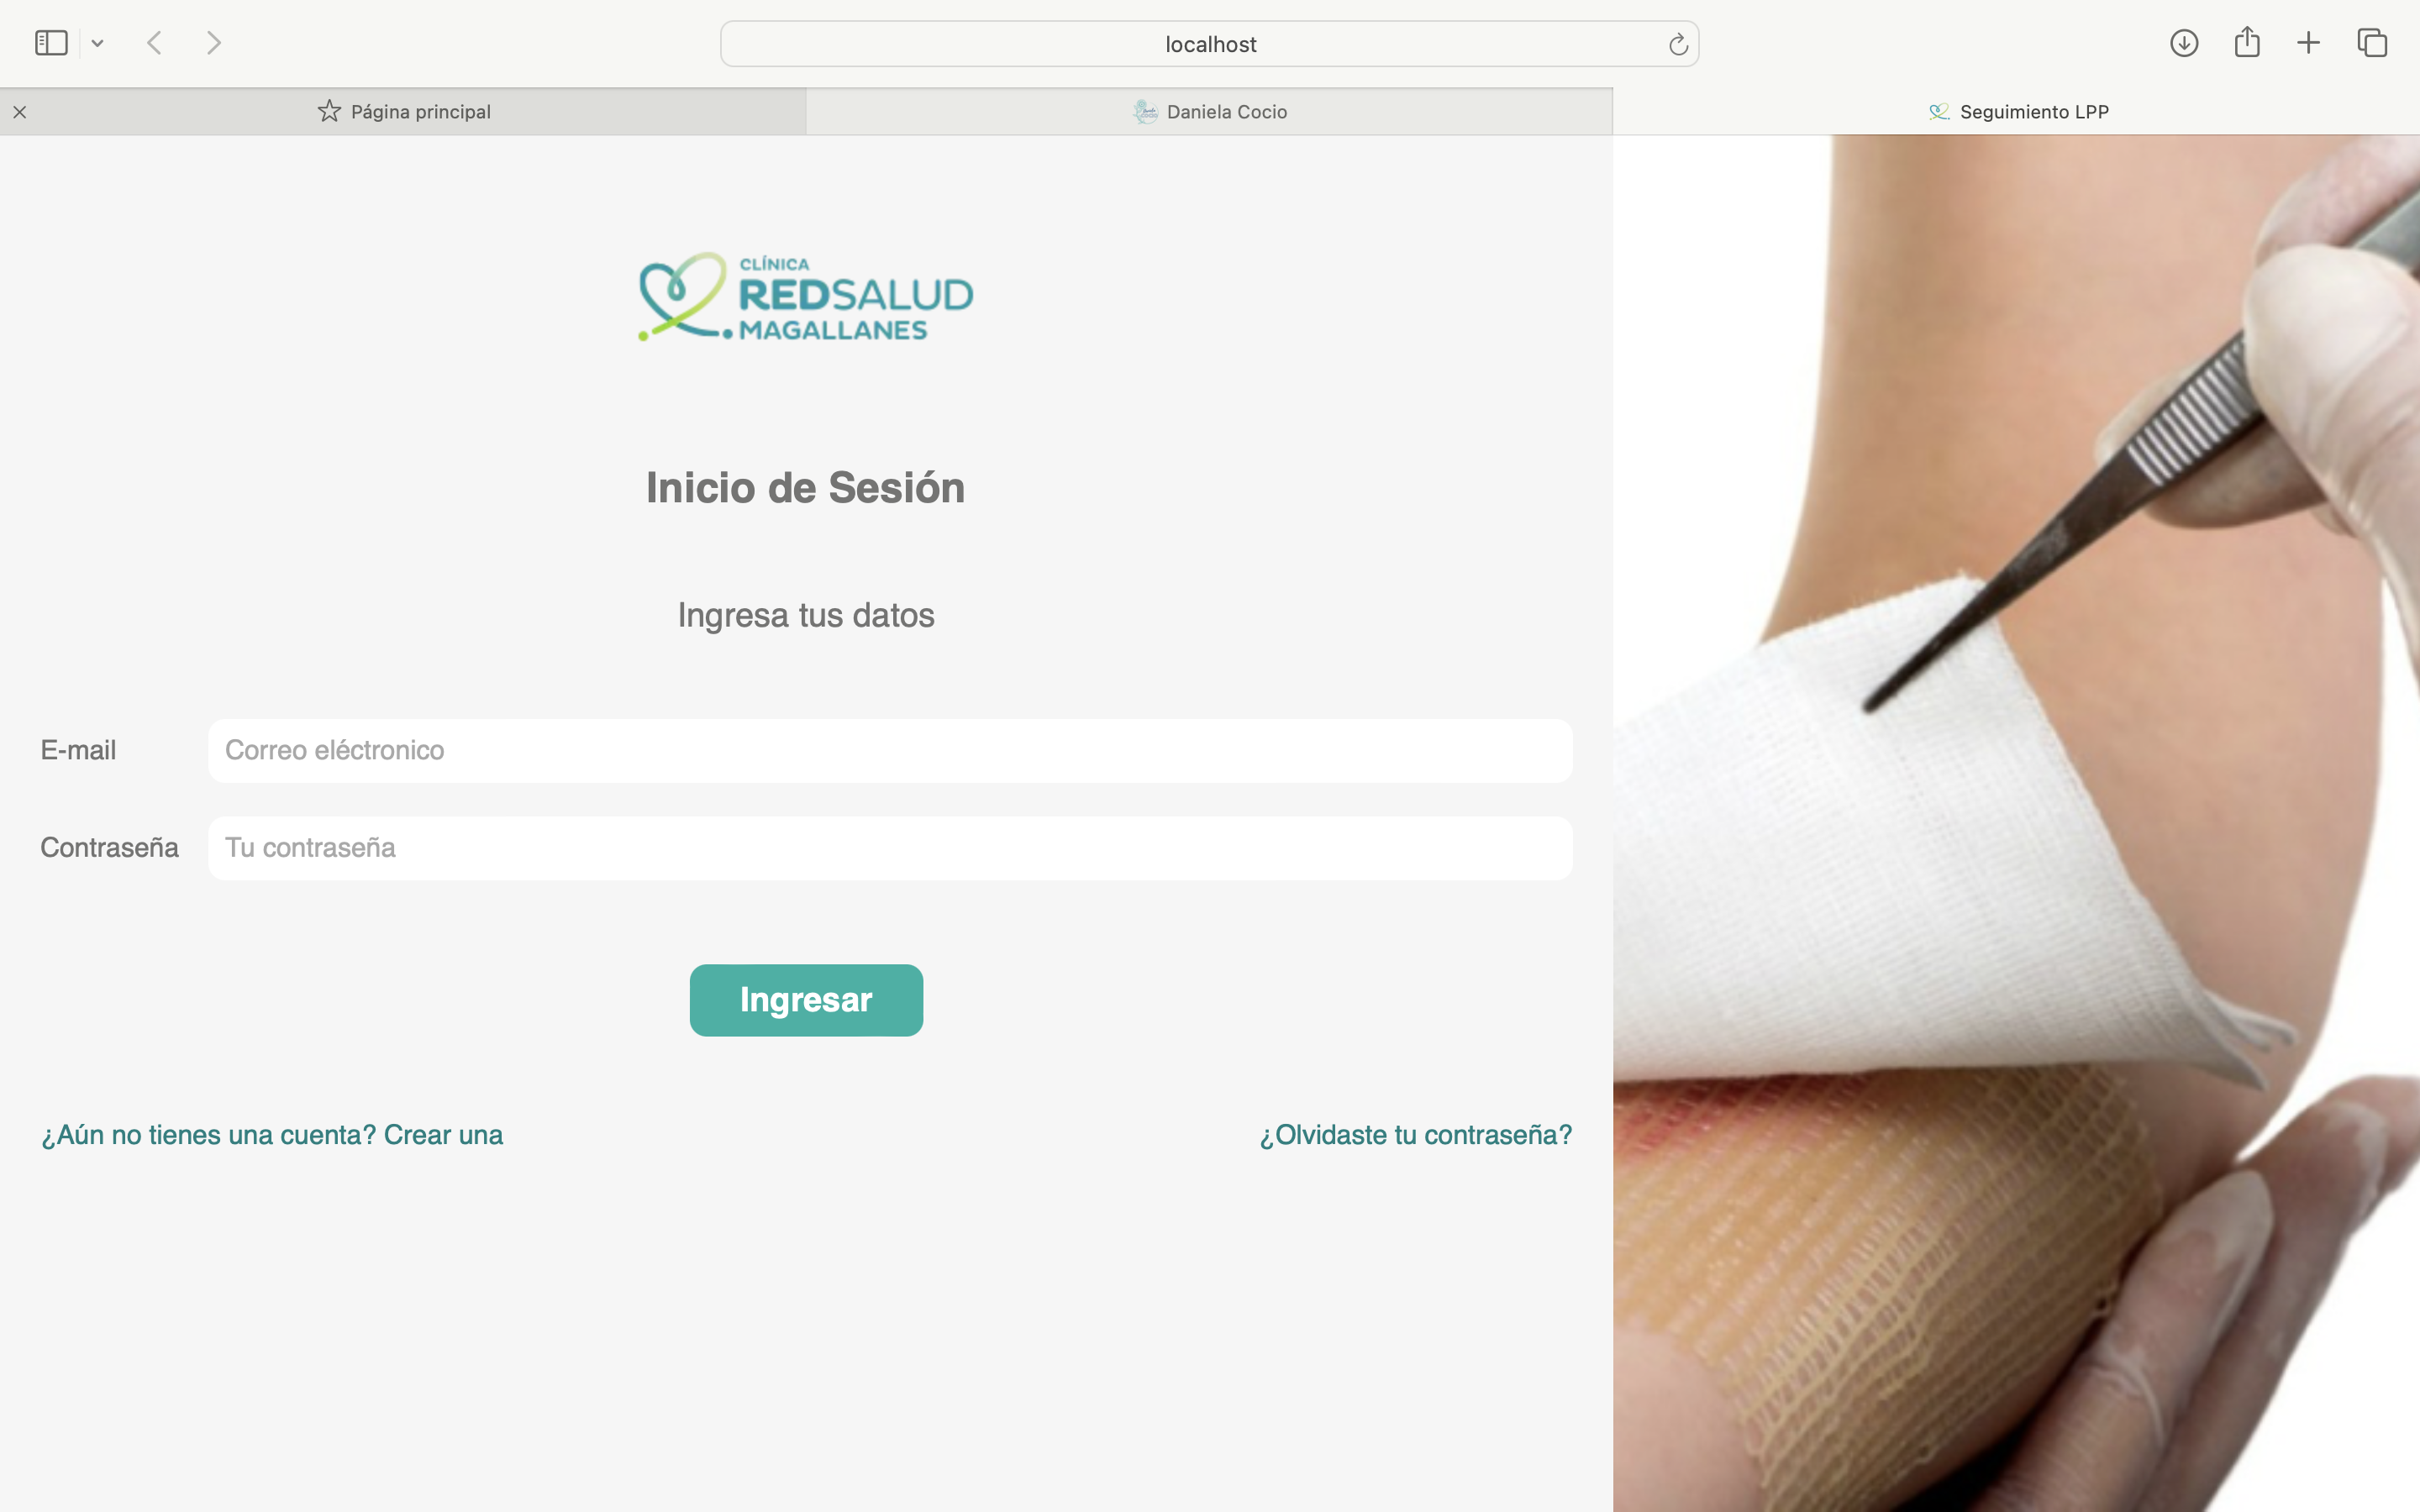 localhost
Página principal
Daniela Cocio
Seguimiento LPP
CLÍNICA
REDSALUD
MAGALLANES
Inicio de Sesión
Ingresa tus datos
E-mail
Correo eléctronico
Contraseña
Tu contraseña
Ingresar
¿Aún no tienes una cuenta? Crear una
¿Olvidaste tu contraseña?